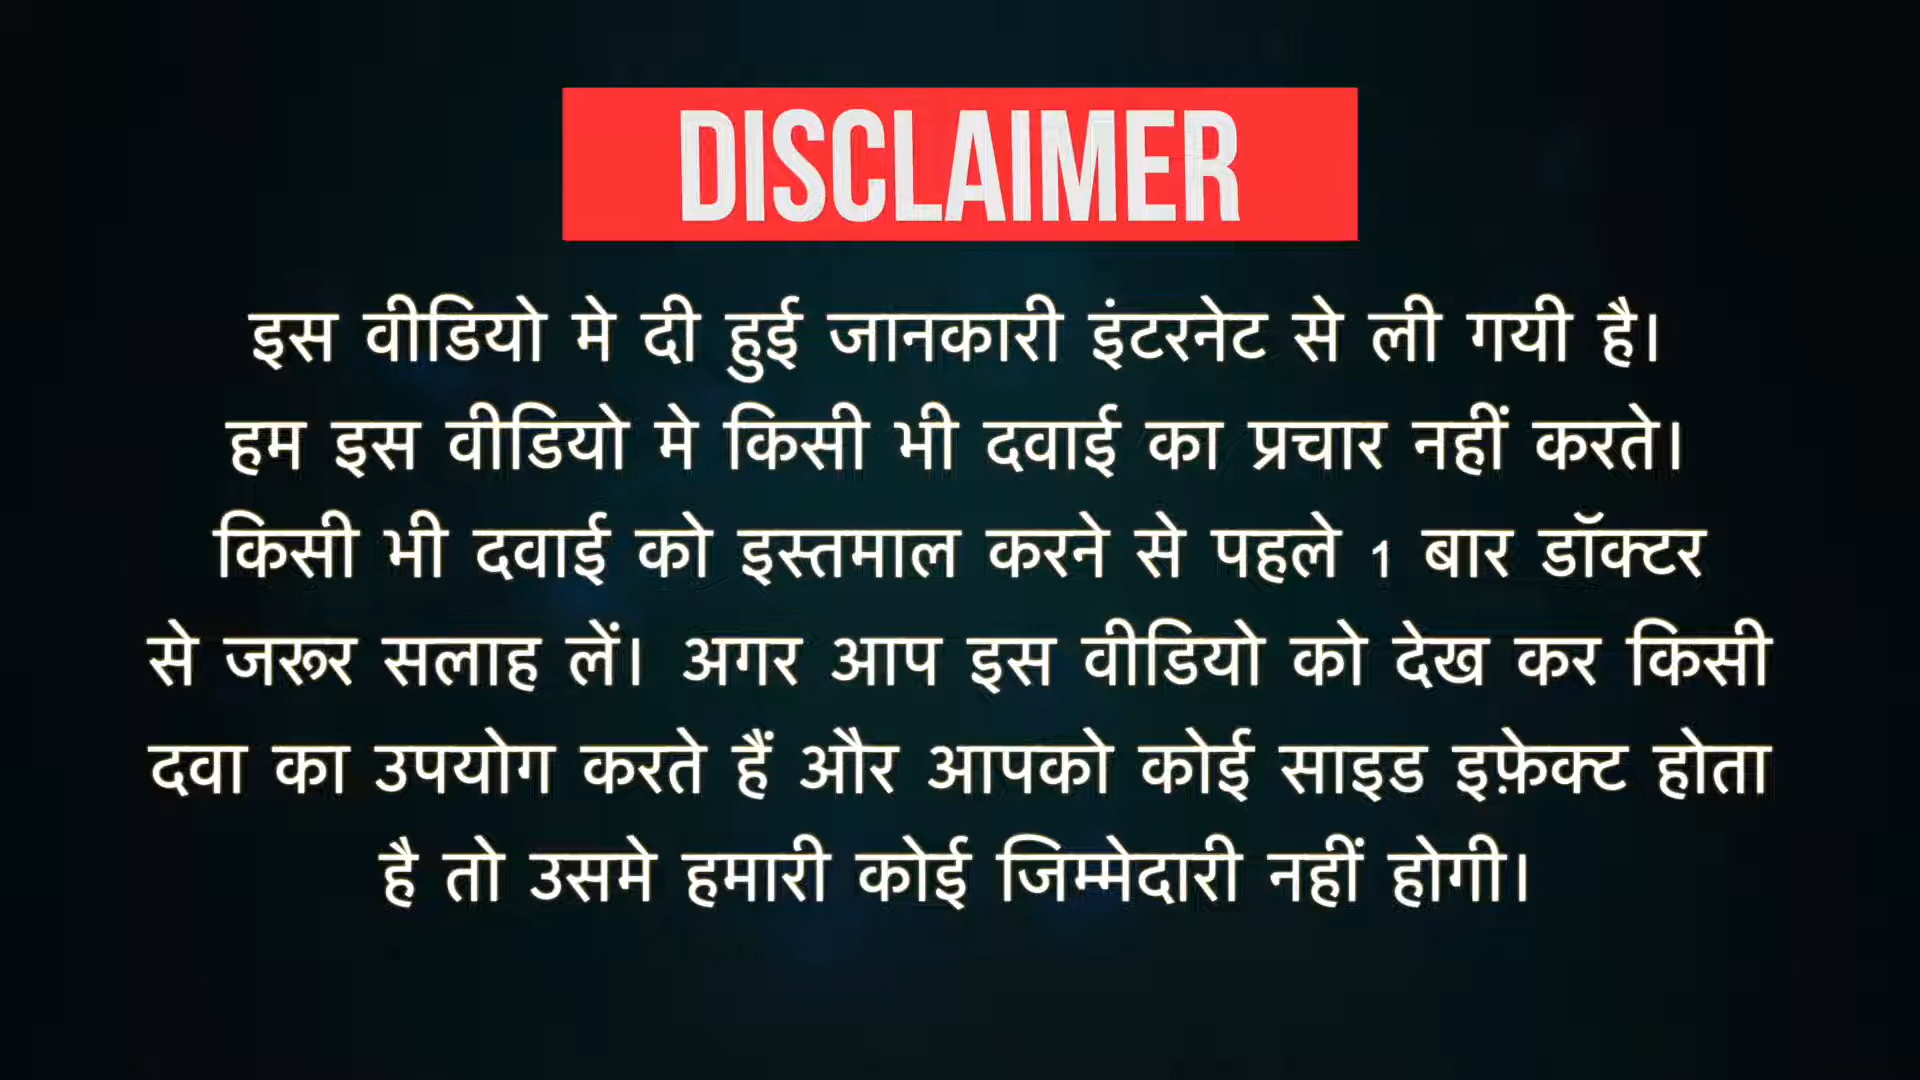 DISCLAIMER
इस वीडियो मे दी हुई जानकारी इंटरनेट से ली गयी है।
हम इस वीडियो मे किसी भी दवाई का प्रचार नहीं करते।
किसी भी दवाई को इस्तमाल करने से पहले 1 बार डॉक्टर
से जरूर सलाह लें। अगर आप इस वीडियो को देख कर किसी
दवा का उपयोग करते हैं और आपको कोई साइड इफ़ेक्ट होता
है तो उसमे हमारी कोई जिम्मेदारी नहीं होगी।